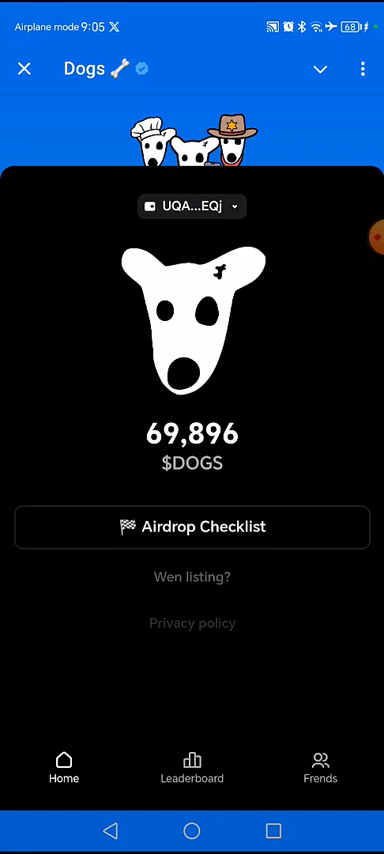 Airplane mode 9:05 X 68
Dogs 🦴
UQA...EQj
69,896
$DOGS
🏁 Airdrop Checklist
Wen listing?
Privacy policy
Home Leaderboard Frends